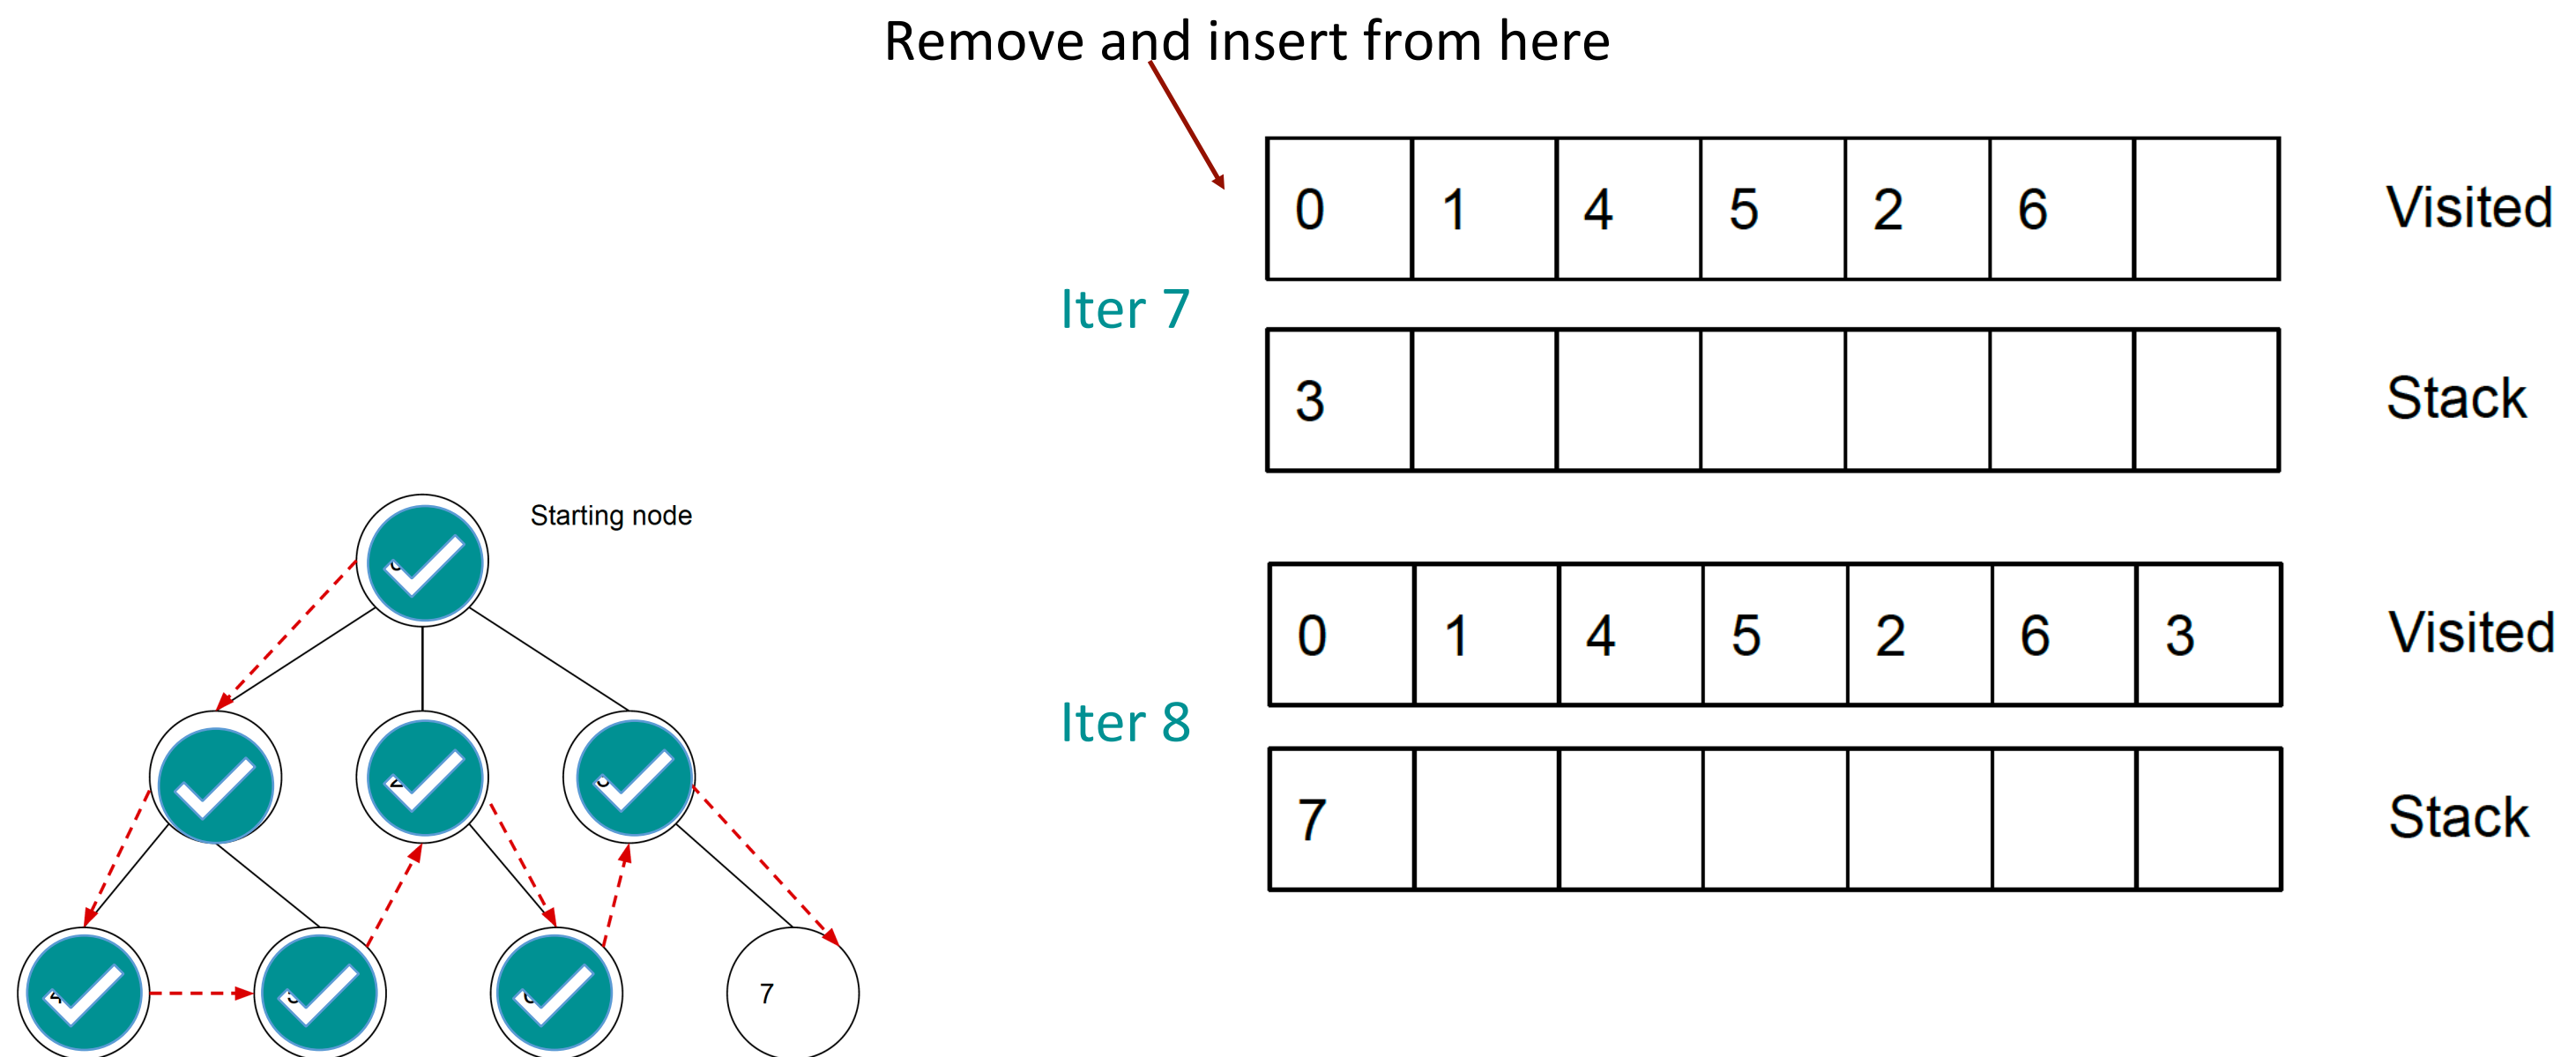 Remove and insert from here
0 1 4 5 2 6
Visited
Iter 7
3
Stack
Starting node
0 1 4 5 2 6 3
Visited
Iter 8
7
Stack
7